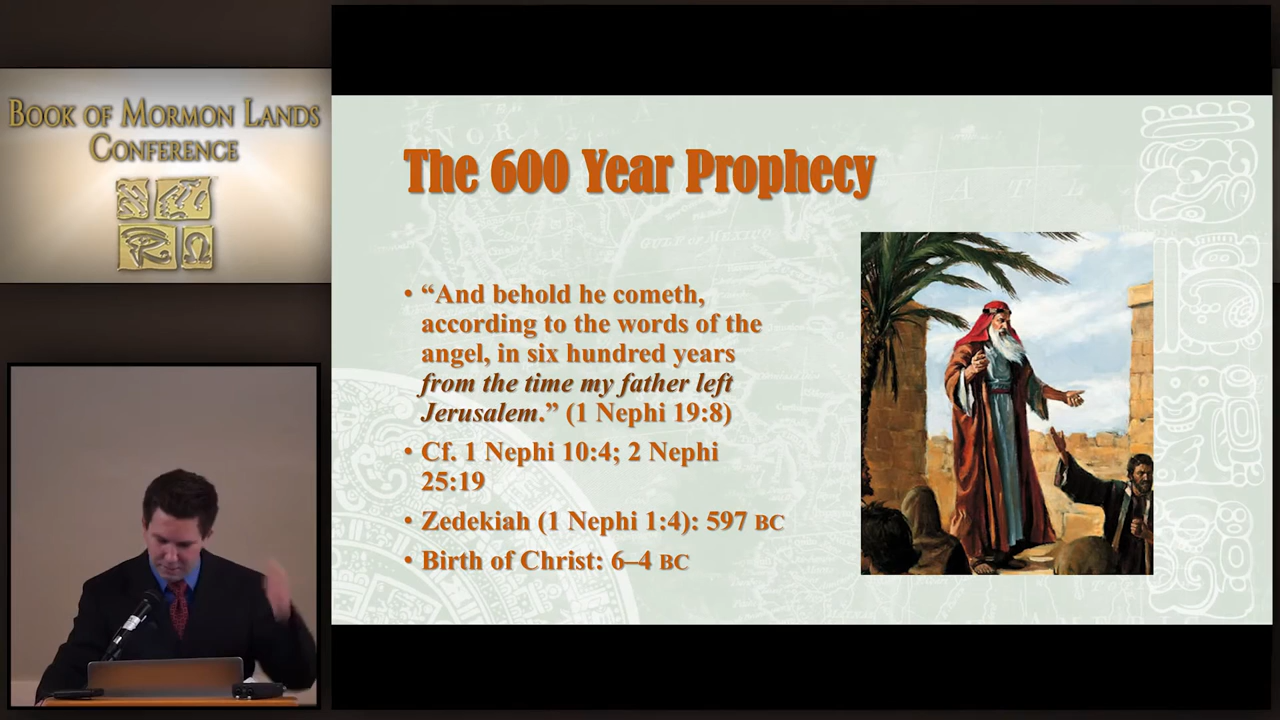 BOOK OF MORMON LANDS
CONFERENCE
The 600 Year Prophecy
• “And behold he cometh,
according to the words of the
angel, in six hundred years
from the time my father left
Jerusalem.” (1 Nephi 19:8)
• Cf. 1 Nephi 10:4; 2 Nephi
25:19
• Zedekiah (1 Nephi 1:4): 597 BC
• Birth of Christ: 6–4 BC
GULF OF MEXICO